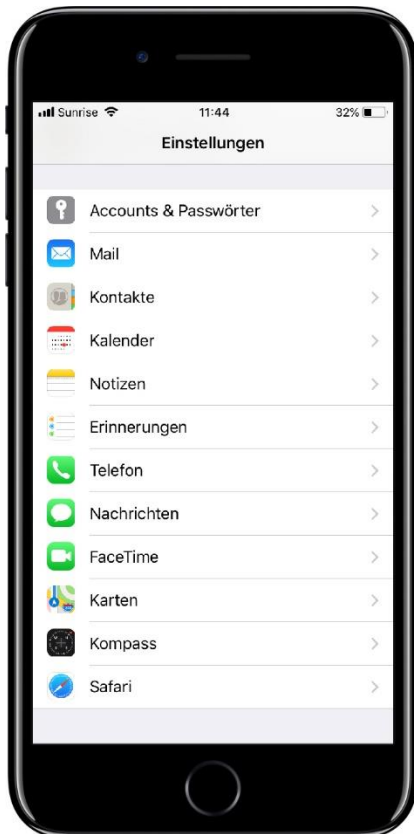 Sunrise 11:44 32%
Einstellungen
Accounts & Passwörter
Mail
Kontakte
Kalender
Notizen
Erinnerungen
Telefon
Nachrichten
FaceTime
Karten
Kompass
Safari